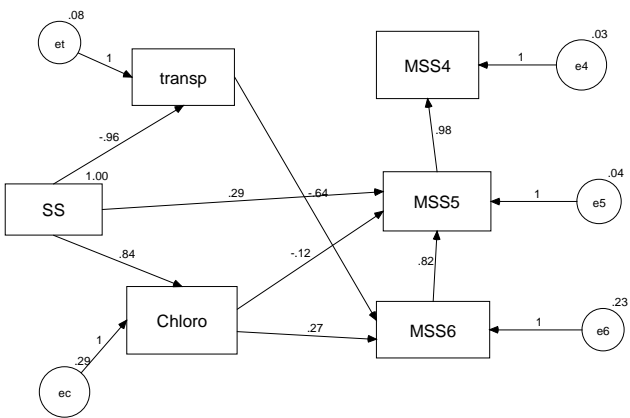 .08
et
1
transp
-.96
1.00
SS
.29
-.64
.84
-.12
Chloro
.27
1
.29
ec
MSS4
1
.03
e4
.98
MSS5
1
.04
e5
.82
MSS6
1
.23
e6